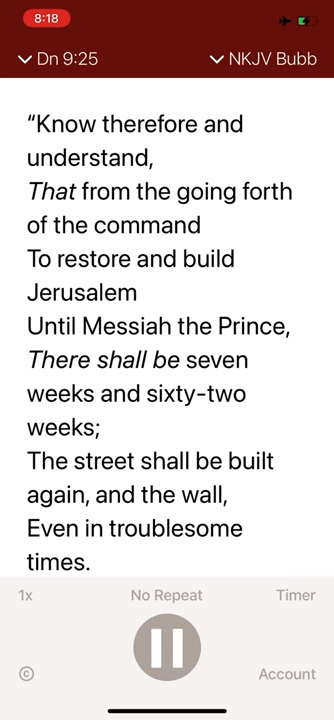 8:18
Dn 9:25 NKJV Bubb
“Know therefore and
understand,
That from the going forth
of the command
To restore and build
Jerusalem
Until Messiah the Prince,
There shall be seven
weeks and sixty-two
weeks;
The street shall be built
again, and the wall,
Even in troublesome
times.
1x No Repeat Timer
© Account